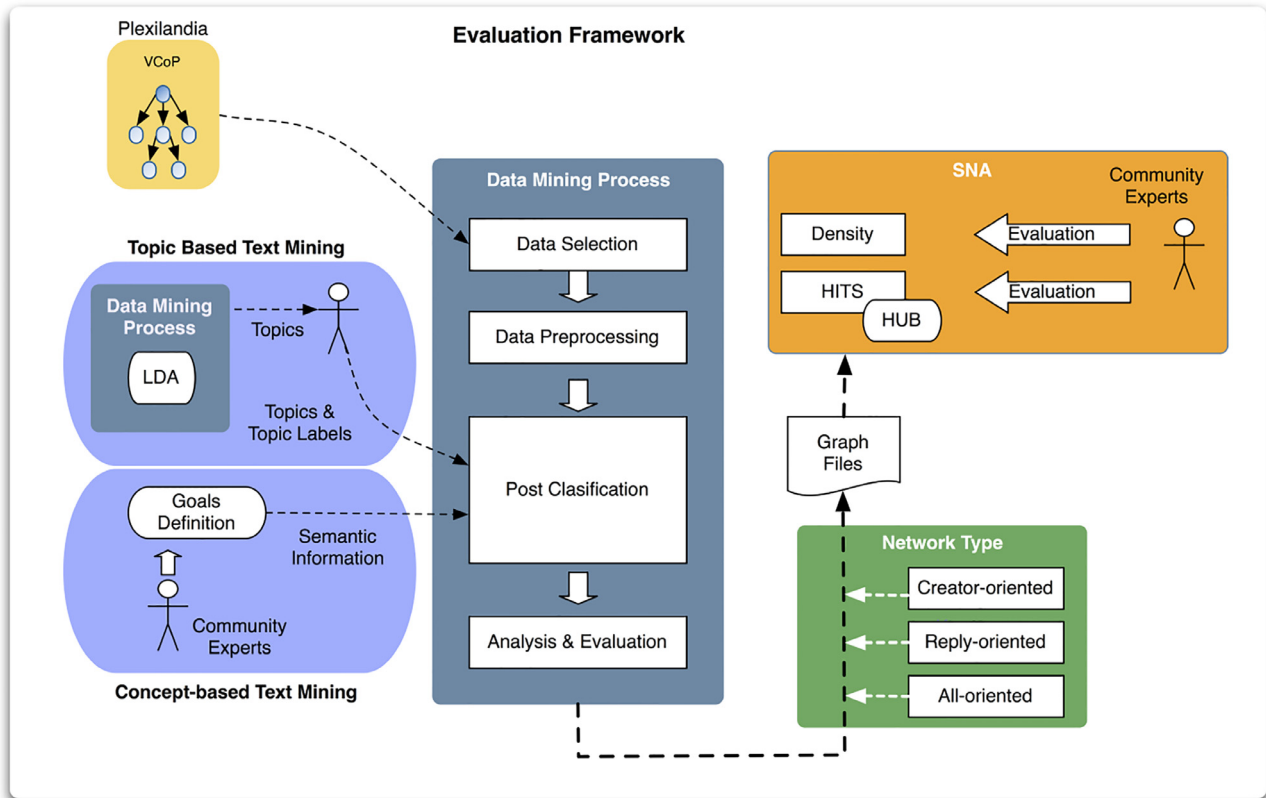 Plexilandia
Evaluation Framework
VCoP
Topic Based Text Mining
Data Mining
Process
LDA
Topics
Topics &
Topic Labels
Goals
Definition
Semantic
Information
Community
Experts
Concept-based Text Mining
Data Mining Process
Data Selection
Data Preprocessing
Post Clasification
Analysis & Evaluation
SNA
Community
Experts
Density
Evaluation
HITS
Evaluation
HUB
Graph
Files
Network Type
Creator-oriented
Reply-oriented
All-oriented